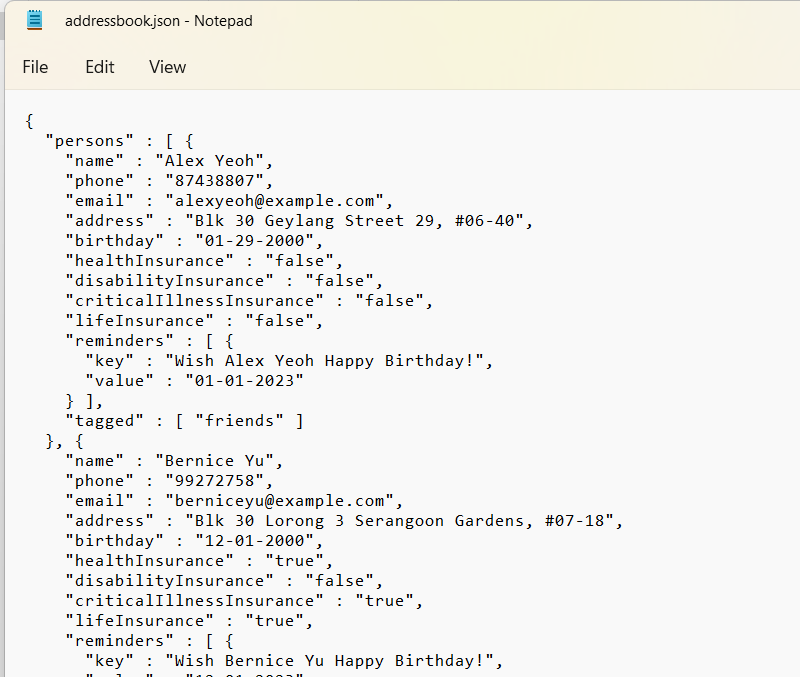 addressbook.json - Notepad
File Edit View
{
  "persons" : [ {
    "name" : "Alex Yeoh",
    "phone" : "87438807",
    "email" : "alexyeoh@example.com",
    "address" : "Blk 30 Geylang Street 29, #06-40",
    "birthday" : "01-29-2000",
    "healthInsurance" : "false",
    "disabilityInsurance" : "false",
    "criticalIllnessInsurance" : "false",
    "lifeInsurance" : "false",
    "reminders" : [ {
      "key" : "Wish Alex Yeoh Happy Birthday!",
      "value" : "01-01-2023"
    } ],
    "tagged" : [ "friends" ]
  }, {
    "name" : "Bernice Yu",
    "phone" : "99272758",
    "email" : "berniceyu@example.com",
    "address" : "Blk 30 Lorong 3 Serangoon Gardens, #07-18",
    "birthday" : "12-01-2000",
    "healthInsurance" : "true",
    "disabilityInsurance" : "false",
    "criticalIllnessInsurance" : "true",
    "lifeInsurance" : "true",
    "reminders" : [ {
      "key" : "Wish Bernice Yu Happy Birthday!",